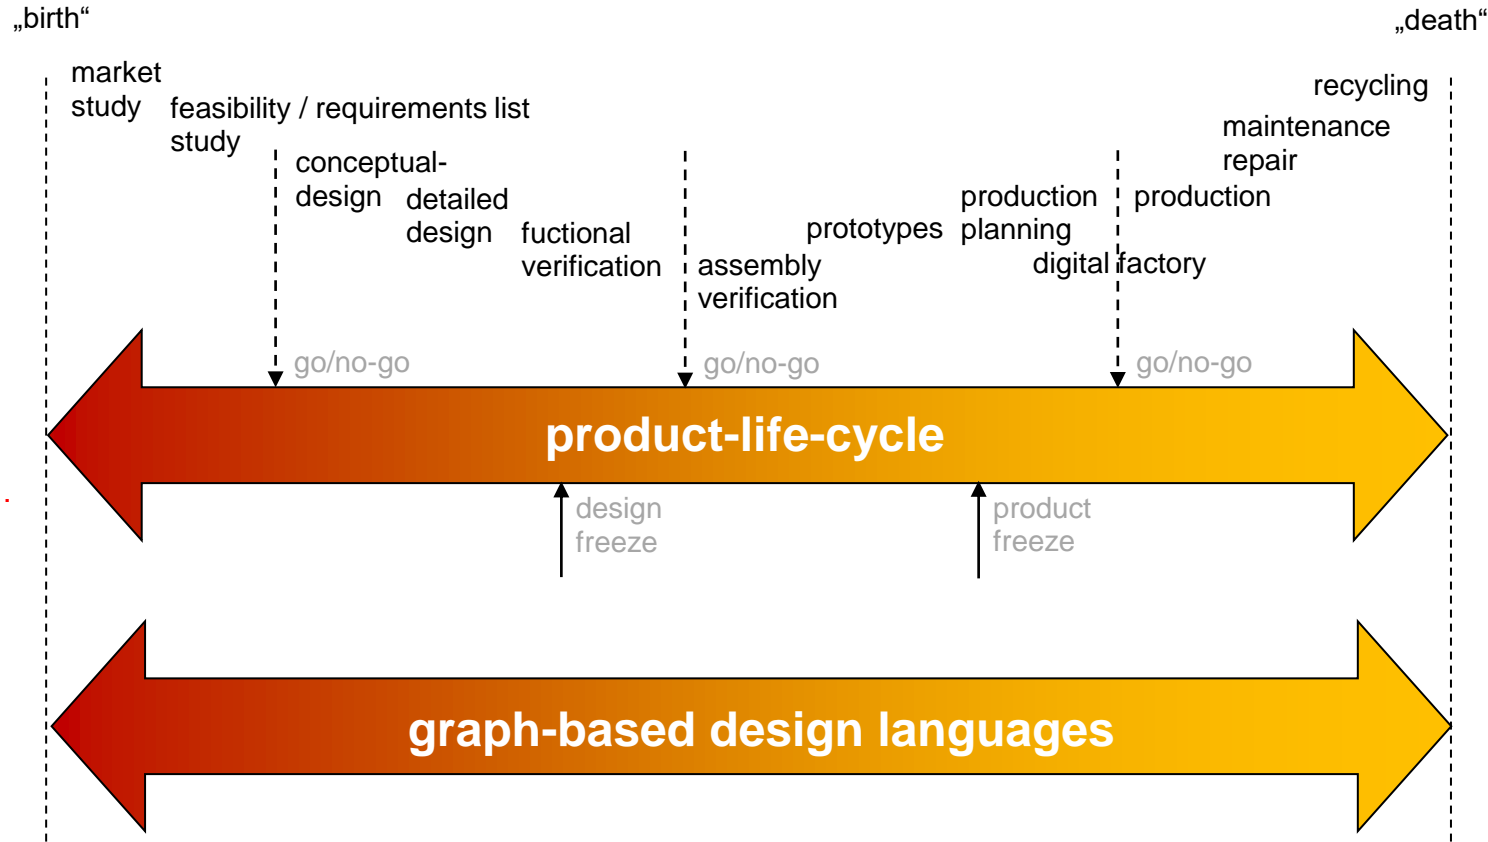 „birth“
„death“
market
study
feasibility / requirements list
study
conceptual-
design
detailed
design
fuctional
verification
assembly
verification
prototypes
production
planning
digital factory
production
maintenance
repair
recycling
go/no-go
go/no-go
go/no-go
product-life-cycle
design
freeze
product
freeze
graph-based design languages